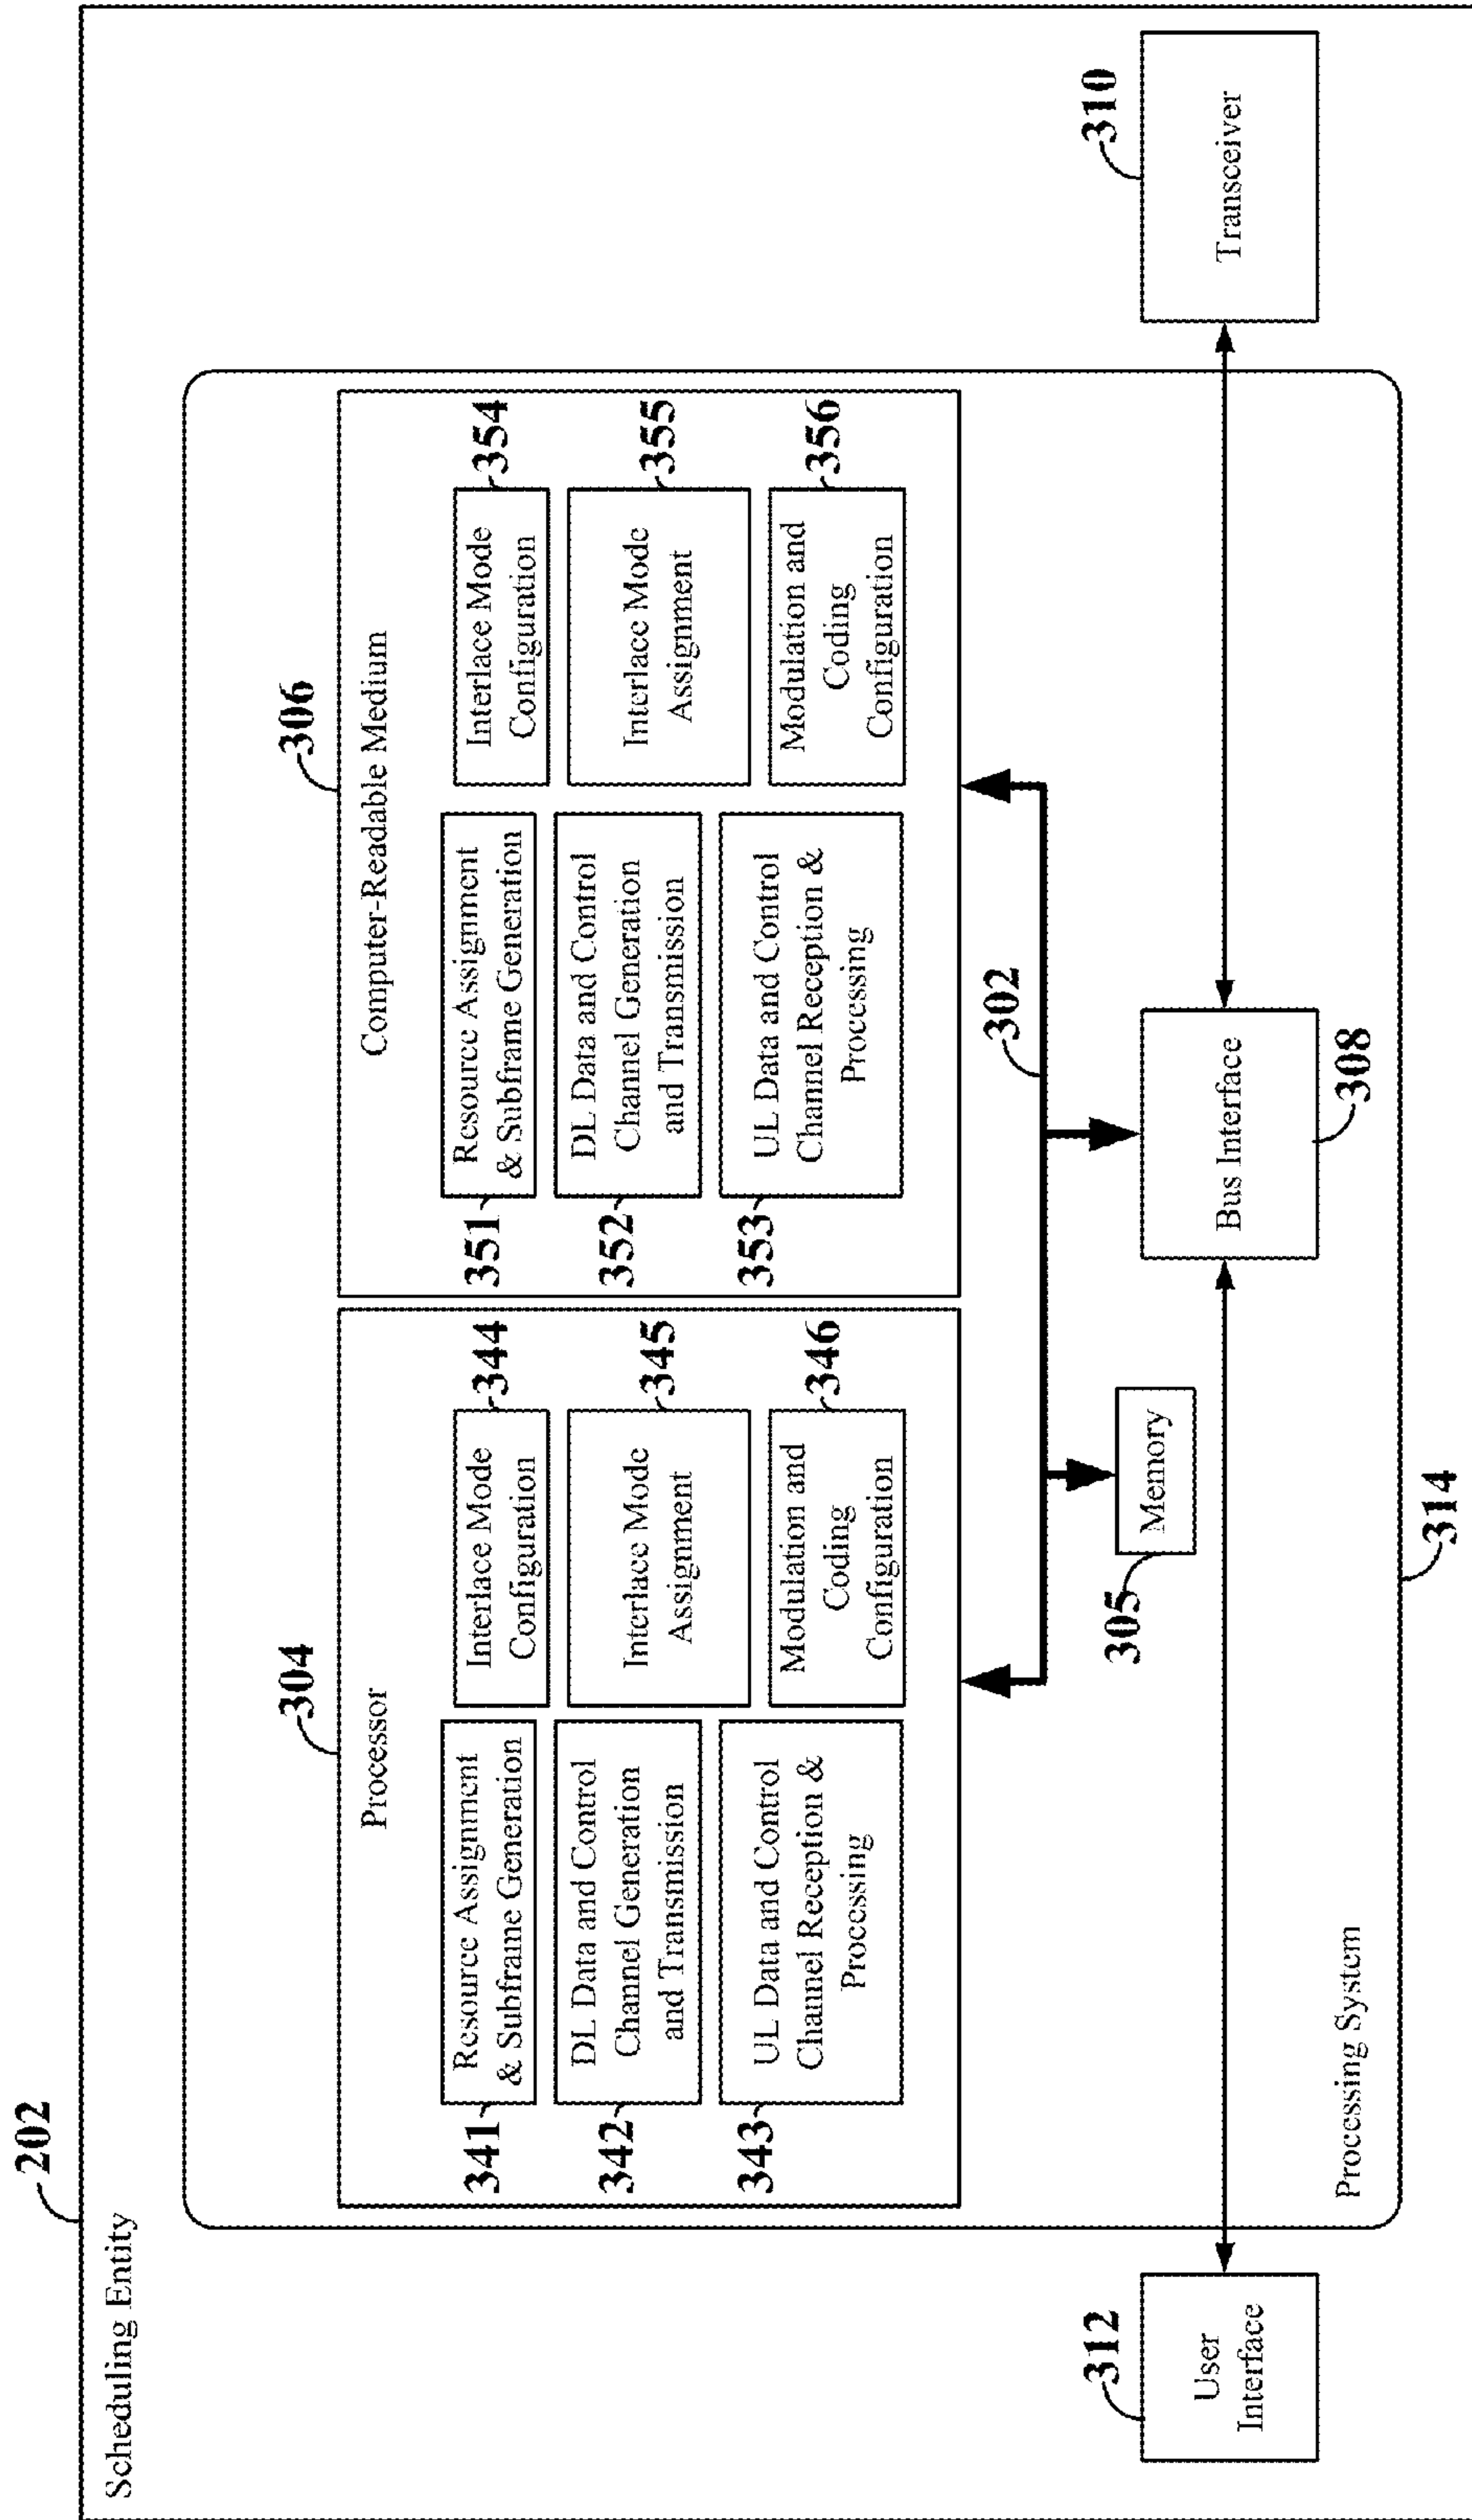 202
Scheduling Entity
304
Processor
341
Resource Assignment
& Subframe Generation
342
DL Data and Control
Channel Generation
and Transmission
343
UL Data and Control
Channel Reception &
Processing
344
Interlace Mode
Configuration
345
Interlace Mode
Assignment
346
Modulation and
Coding
Configuration
306
Computer-Readable Medium
351
Resource Assignment
& Subframe Generation
352
DL Data and Control
Channel Generation
and Transmission
353
UL Data and Control
Channel Reception &
Processing
354
Interlace Mode
Configuration
355
Interlace Mode
Assignment
356
Modulation and
Coding
Configuration
302
305
Memory
312
User
Interface
Bus Interface
308
310
Transceiver
Processing System
314